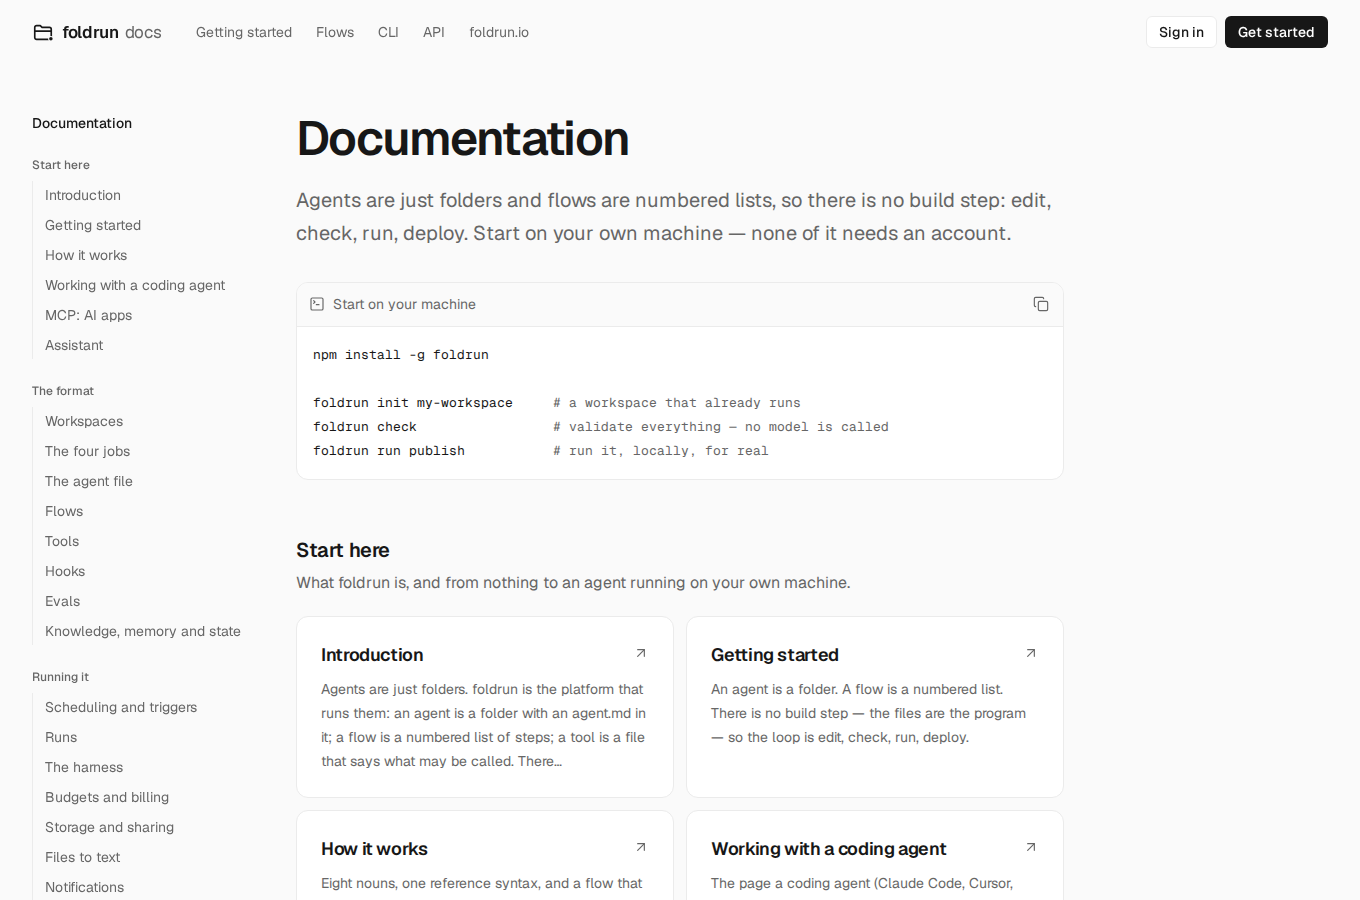 foldrun docs
Getting started
Flows
CLI
API
foldrun.io
Sign in
Get started
Documentation
Start here
Introduction
Getting started
How it works
Working with a coding agent
MCP: AI apps
Assistant
The format
Workspaces
The four jobs
The agent file
Flows
Tools
Hooks
Evals
Knowledge, memory and state
Running it
Scheduling and triggers
Runs
The harness
Budgets and billing
Storage and sharing
Files to text
Notifications
Documentation
Agents are just folders and flows are numbered lists, so there is no build step: edit,
check, run, deploy. Start on your own machine — none of it needs an account.
Start on your machine
npm install -g foldrun
foldrun init my-workspace # a workspace that already runs
foldrun check # validate everything — no model is called
foldrun run publish # run it, locally, for real
Start here
What foldrun is, and from nothing to an agent running on your own machine.
Introduction
Agents are just folders. foldrun is the platform that
runs them: an agent is a folder with an agent.md in
it; a flow is a numbered list of steps; a tool is a file
that says what may be called. There…
Getting started
An agent is a folder. A flow is a numbered list.
There is no build step — the files are the program
— so the loop is edit, check, run, deploy.
How it works
Eight nouns, one reference syntax, and a flow that
Working with a coding agent
The page a coding agent (Claude Code, Cursor,